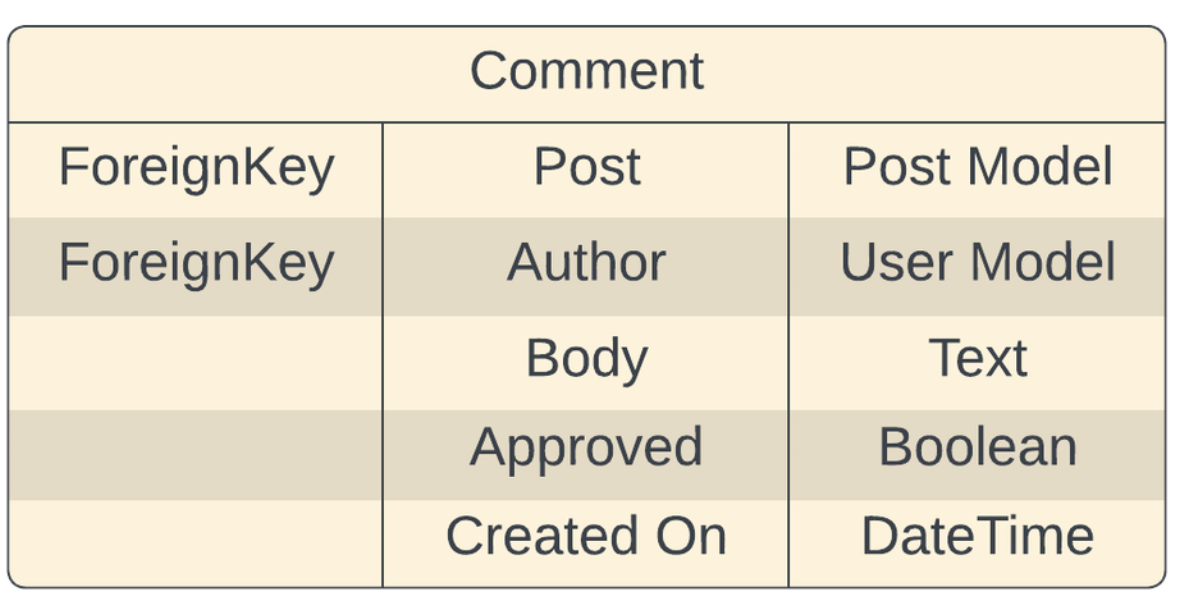 Comment
ForeignKey Post Post Model
ForeignKey Author User Model
Body Text
Approved Boolean
Created On DateTime